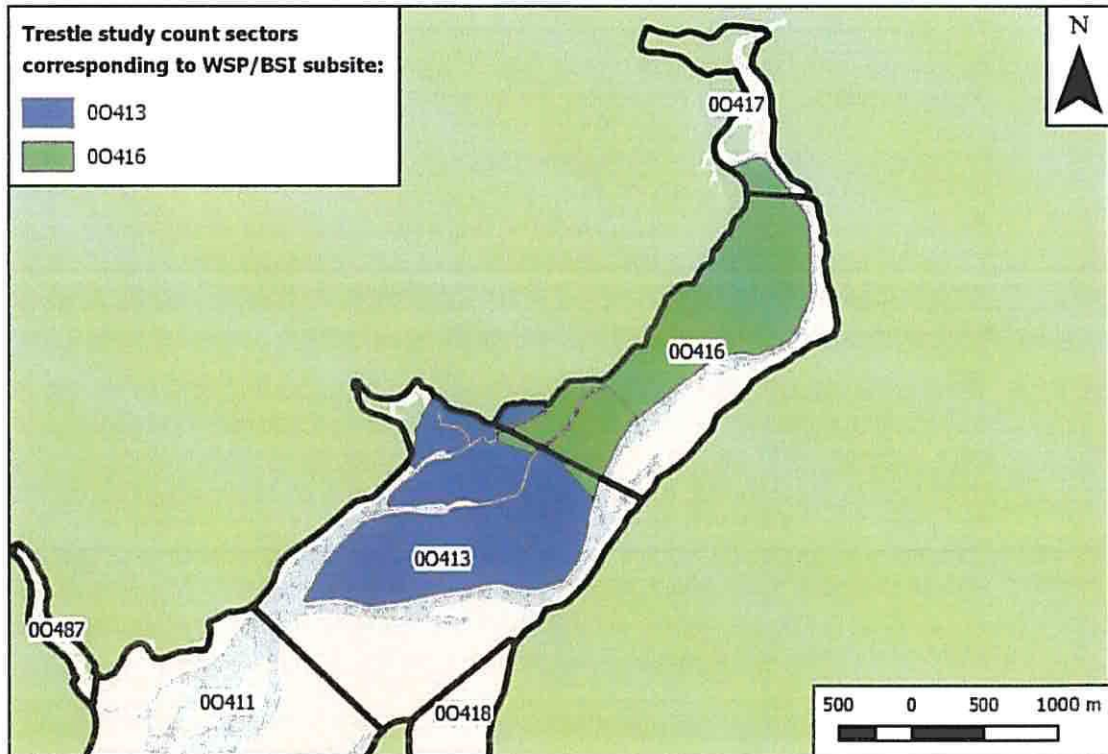 Trestle study count sectors
corresponding to WSP/BSI subsite:
0O413
0O416
N
0O417
0O416
0O413
0O487
0O411
0O418
500 0 500 1000 m